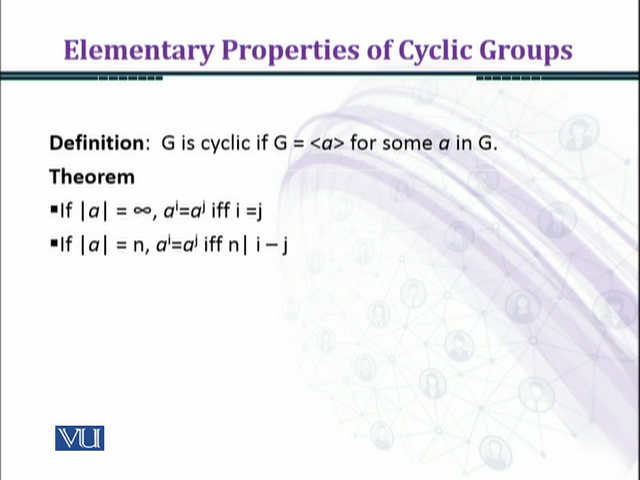 Elementary Properties of Cyclic Groups
Definition: G is cyclic if G = <a> for some a in G.
Theorem
▪If |a| = ∞, aⁱ=aʲ iff i =j
▪If |a| = n, aⁱ=aʲ iff n| i – j
VU